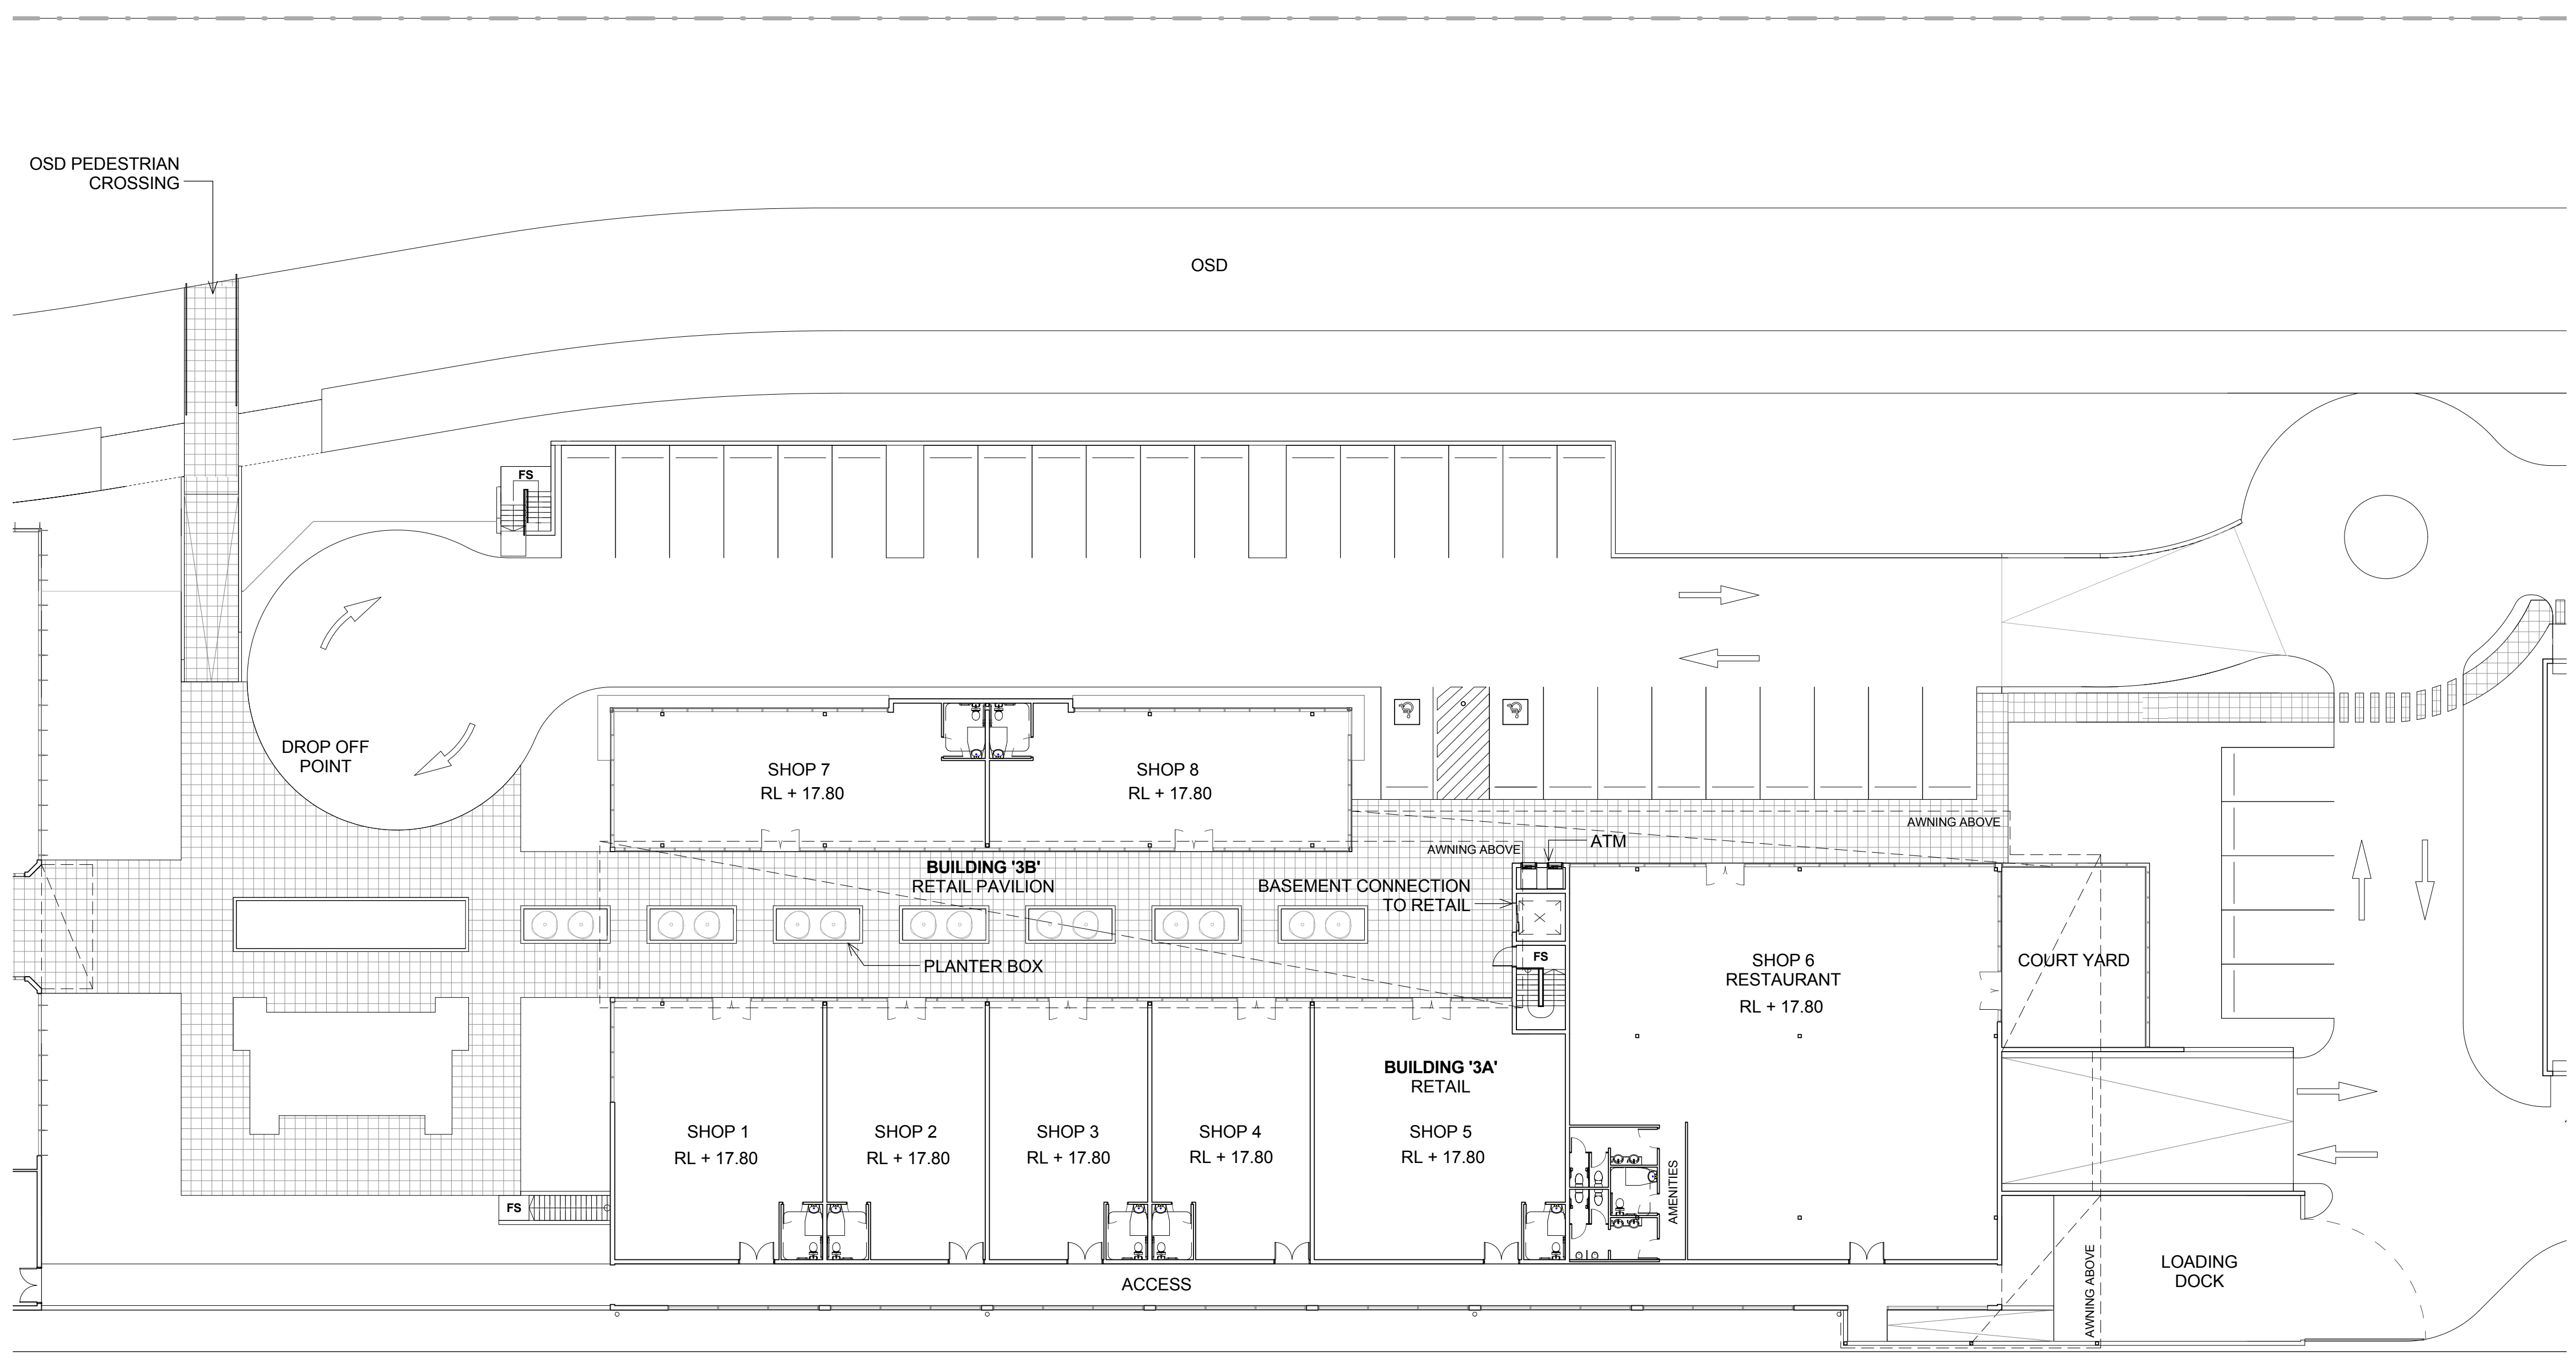 OSD PEDESTRIAN
CROSSING
OSD
FS
DROP OFF
POINT
SHOP 7
RL + 17.80
SHOP 8
RL + 17.80
AWNING ABOVE
ATM
AWNING ABOVE
BUILDING '3B'
RETAIL PAVILION
BASEMENT CONNECTION
TO RETAIL
PLANTER BOX
FS
SHOP 6
RESTAURANT
RL + 17.80
COURT YARD
BUILDING '3A'
RETAIL
SHOP 1
RL + 17.80
SHOP 2
RL + 17.80
SHOP 3
RL + 17.80
SHOP 4
RL + 17.80
SHOP 5
RL + 17.80
AMENITIES
FS
ACCESS
AWNING ABOVE
LOADING
DOCK